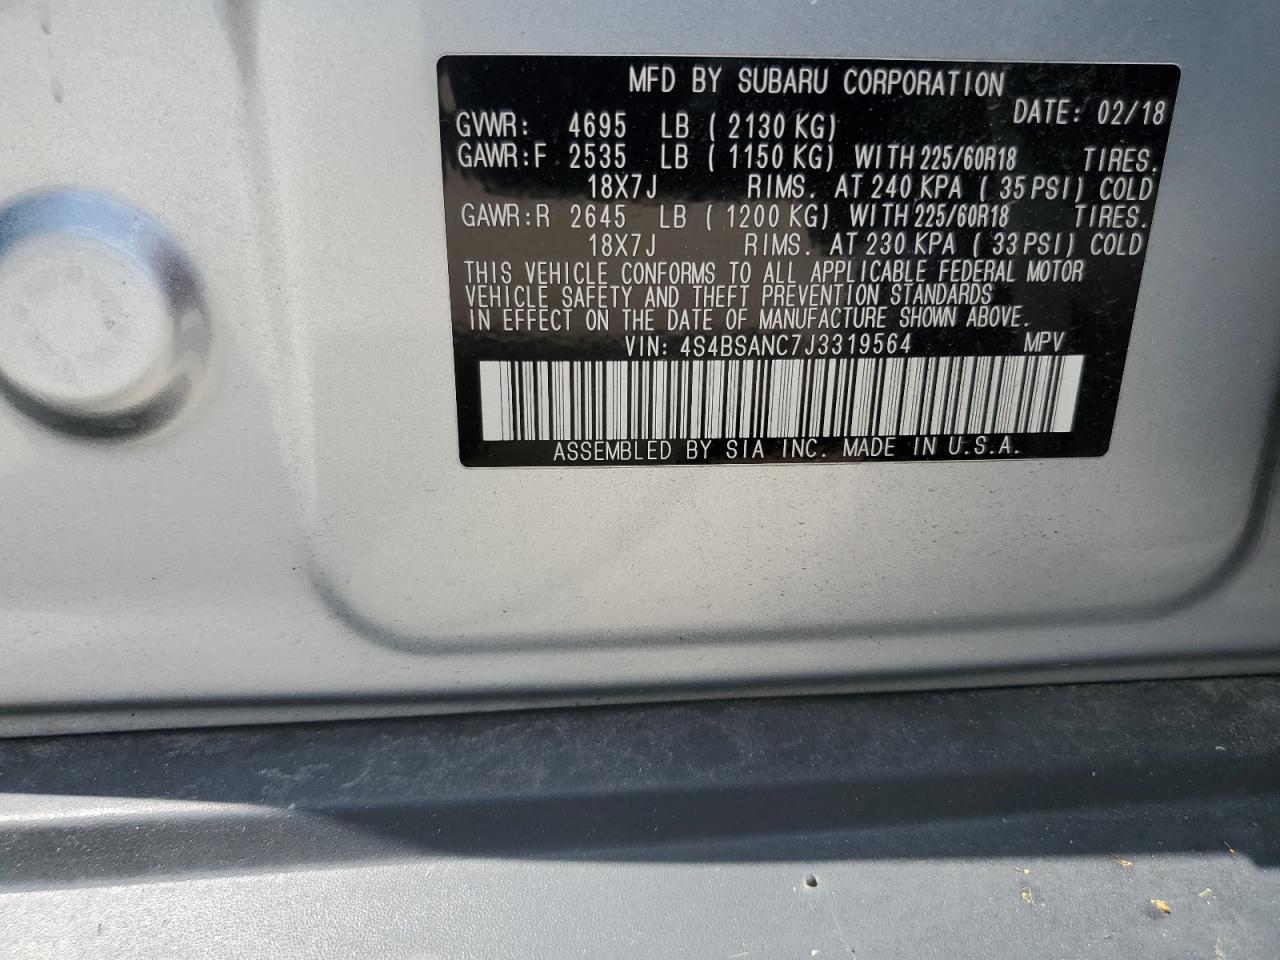 MFD BY SUBARU CORPORATION
DATE: 02/18
GVWR: 4695 LB ( 2130 KG)
GAWR:F 2535 LB ( 1150 KG) WITH 225/60R18 TIRES.
18X7J RIMS. AT 240 KPA ( 35 PSI) COLD
GAWR:R 2645 LB ( 1200 KG) WITH 225/60R18 TIRES.
18X7J RIMS. AT 230 KPA ( 33 PSI) COLD
THIS VEHICLE CONFORMS TO ALL APPLICABLE FEDERAL MOTOR
VEHICLE SAFETY AND THEFT PREVENTION STANDARDS
IN EFFECT ON THE DATE OF MANUFACTURE SHOWN ABOVE.
VIN: 4S4BSANC7J3319564 MPV
ASSEMBLED BY SIA INC. MADE IN U.S.A.